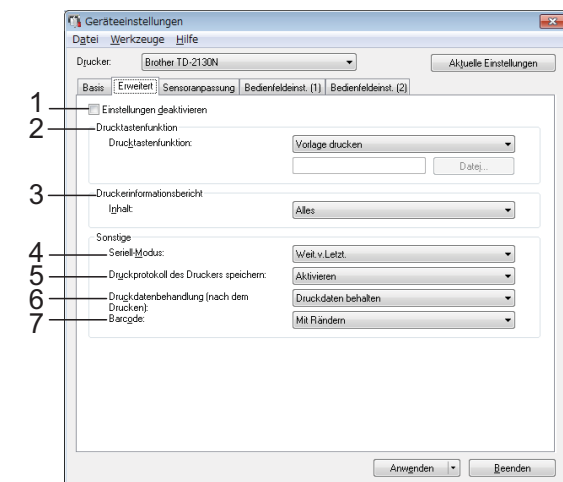 Geräteeinstellungen
Datei Werkzeuge Hilfe
Drucker: Brother TD-2130N Aktuelle Einstellungen
Basis Erweitert Sensoranpassung Bedienfeldeinst. (1) Bedienfeldeinst. (2)
1 Einstellungen deaktivieren
2 Drucktastenfunktion
Drucktastenfunktion: Vorlage drucken
Datei...
3 Druckerinformationsbericht
Inhalt: Alles
Sonstige
4 Seriell-Modus: Weit.v.Letzt.
5 Druckprotokoll des Druckers speichern: Aktivieren
6 Druckdatenbehandlung (nach dem Druckdaten behalten
Drucken):
7 Barcode: Mit Rändern
Anwenden Beenden